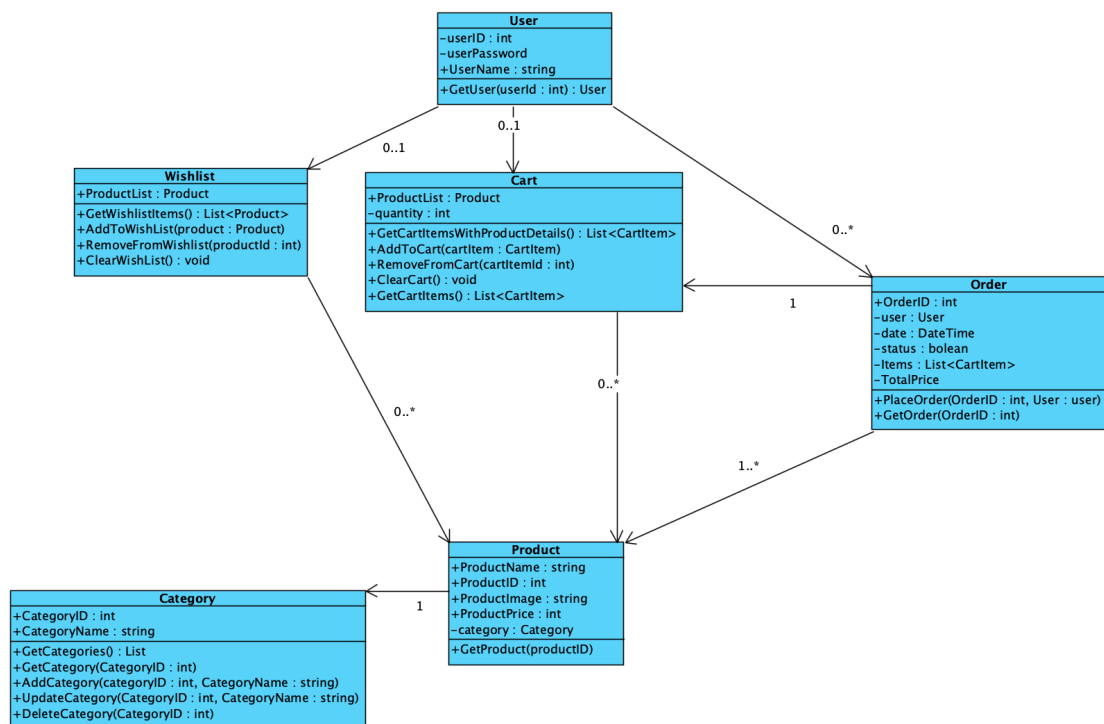 User
-userID : int
-userPassword
+UserName : string
+GetUser(userId : int) : User
0..1
0..1
0..*
Wishlist
+ProductList : Product
+GetWishlistItems() : List<Product>
+AddToWishList(product : Product)
+RemoveFromWishlist(productId : int)
+ClearWishList() : void
Cart
+ProductList : Product
-quantity : int
+GetCartItemsWithProductDetails() : List<CartItem>
+AddToCart(cartItem : CartItem)
+RemoveFromCart(cartItemId : int)
+ClearCart() : void
+GetCartItems() : List<CartItem>
1
Order
+OrderID : int
-user : User
-date : DateTime
-status : bolean
-Items : List<CartItem>
-TotalPrice
+PlaceOrder(OrderID : int, User : user)
+GetOrder(OrderID : int)
0..*
0..*
1..*
Product
+ProductName : string
+ProductID : int
+ProductImage : string
+ProductPrice : int
-category : Category
+GetProduct(productID)
1
Category
+CategoryID : int
+CategoryName : string
+GetCategories() : List
+GetCategory(CategoryID : int)
+AddCategory(categoryID : int, CategoryName : string)
+UpdateCategory(CategoryID : int, CategoryName : string)
+DeleteCategory(CategoryID : int)